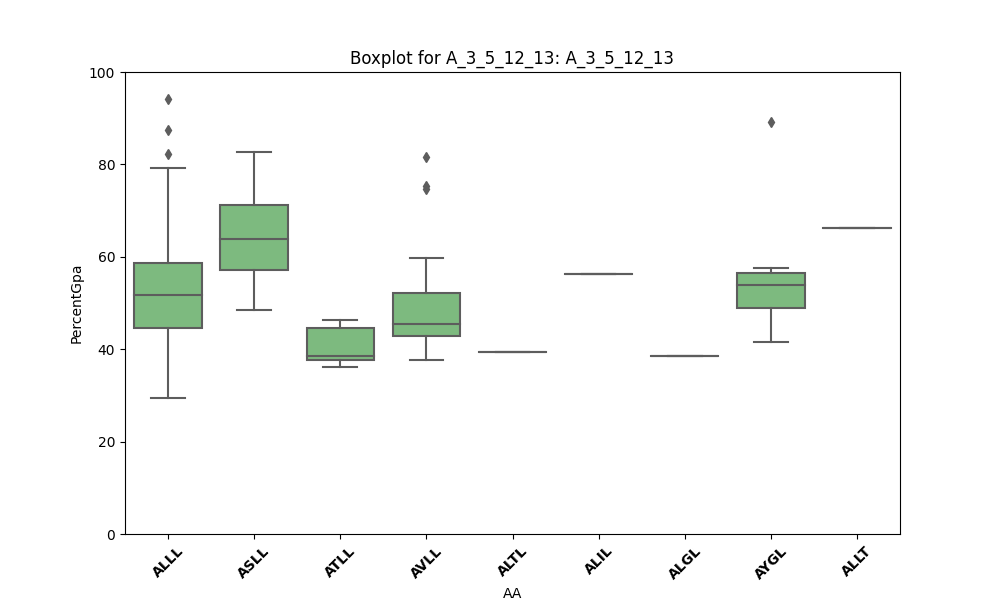 Boxplot for A_3_5_12_13: A_3_5_12_13
100
80
60
40
20
0
PercentGpa
ALLL ASLL ATLL AVLL ALTL ALIL ALGL AYGL ALLT
AA